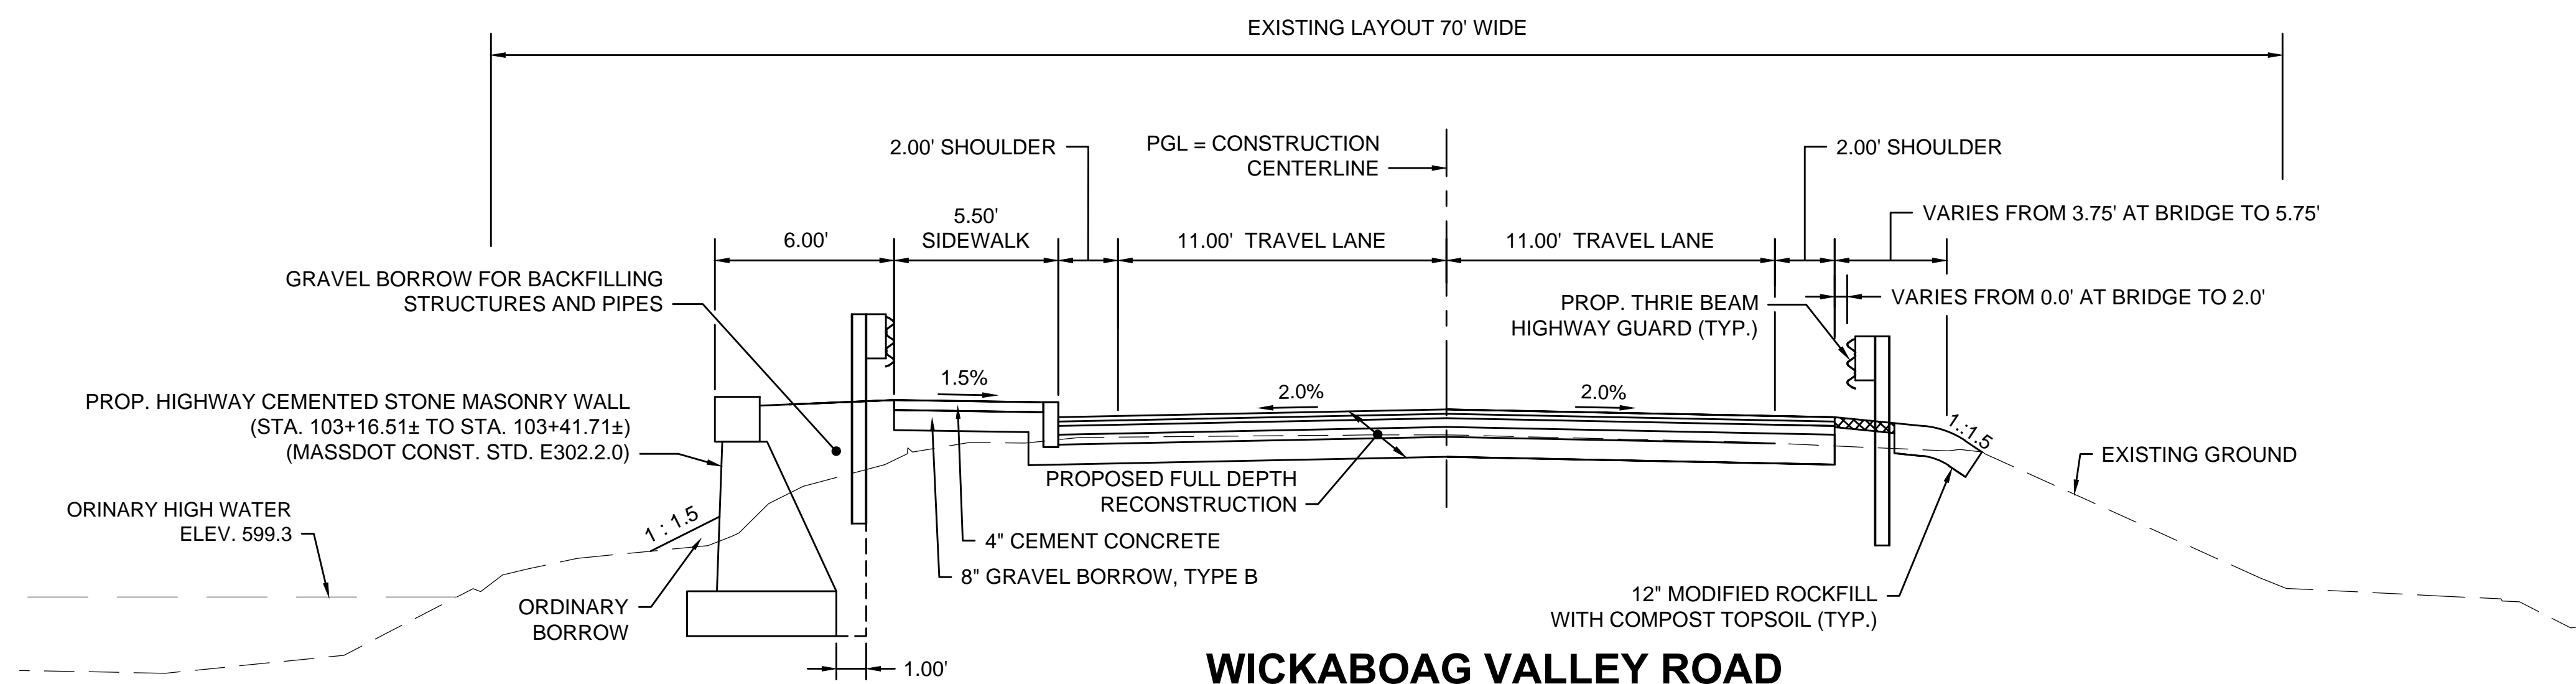 EXISTING LAYOUT 70' WIDE
2.00' SHOULDER
PGL = CONSTRUCTION
CENTERLINE
2.00' SHOULDER
VARIES FROM 3.75' AT BRIDGE TO 5.75'
6.00'
5.50'
SIDEWALK
11.00' TRAVEL LANE
11.00' TRAVEL LANE
GRAVEL BORROW FOR BACKFILLING
STRUCTURES AND PIPES
PROP. THRIE BEAM
HIGHWAY GUARD (TYP.)
VARIES FROM 0.0' AT BRIDGE TO 2.0'
1.5%
2.0%
2.0%
PROP. HIGHWAY CEMENTED STONE MASONRY WALL
(STA. 103+16.51± TO STA. 103+41.71±)
(MASSDOT CONST. STD. E302.2.0)
1.:1.5
EXISTING GROUND
PROPOSED FULL DEPTH
RECONSTRUCTION
ORINARY HIGH WATER
ELEV. 599.3
1 : 1.5
4" CEMENT CONCRETE
8" GRAVEL BORROW, TYPE B
ORDINARY
BORROW
12" MODIFIED ROCKFILL
WITH COMPOST TOPSOIL (TYP.)
1.00'
WICKABOAG VALLEY ROAD